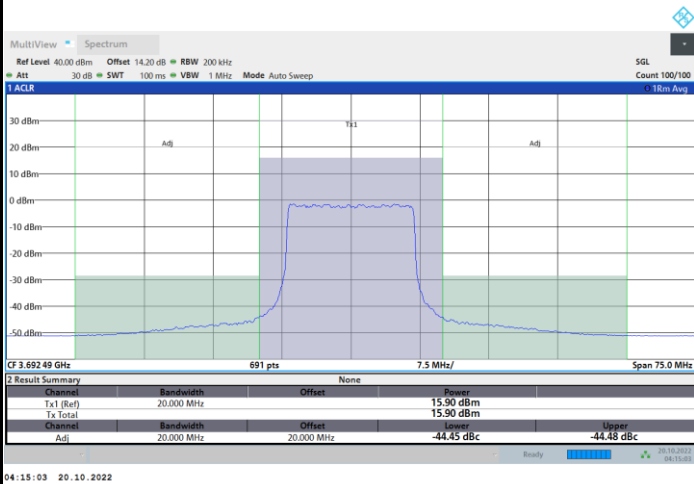 MultiView Spectrum
Ref Level 40.00 dBm Offset 14.20 dB RBW 200 kHz SGL
Att 30 dB SWT 100 ms VBW 1 MHz Mode Auto Sweep Count 100/100
1 ACLR 1Rm Avg
30 dBm
Tx1
20 dBm Adj Adj
10 dBm
0 dBm
-10 dBm
-20 dBm
-30 dBm
-40 dBm
-50 dBm
CF 3.692 49 GHz 691 pts 7.5 MHz/ Span 75.0 MHz
2 Result Summary None
Channel Bandwidth Offset Power
Tx1 (Ref) 20.000 MHz 15.90 dBm
Tx Total 15.90 dBm
Channel Bandwidth Offset Lower Upper
Adj 20.000 MHz 20.000 MHz -44.45 dBc -44.48 dBc
Ready 20.10.2022
04:15:03
04:15:03 20.10.2022